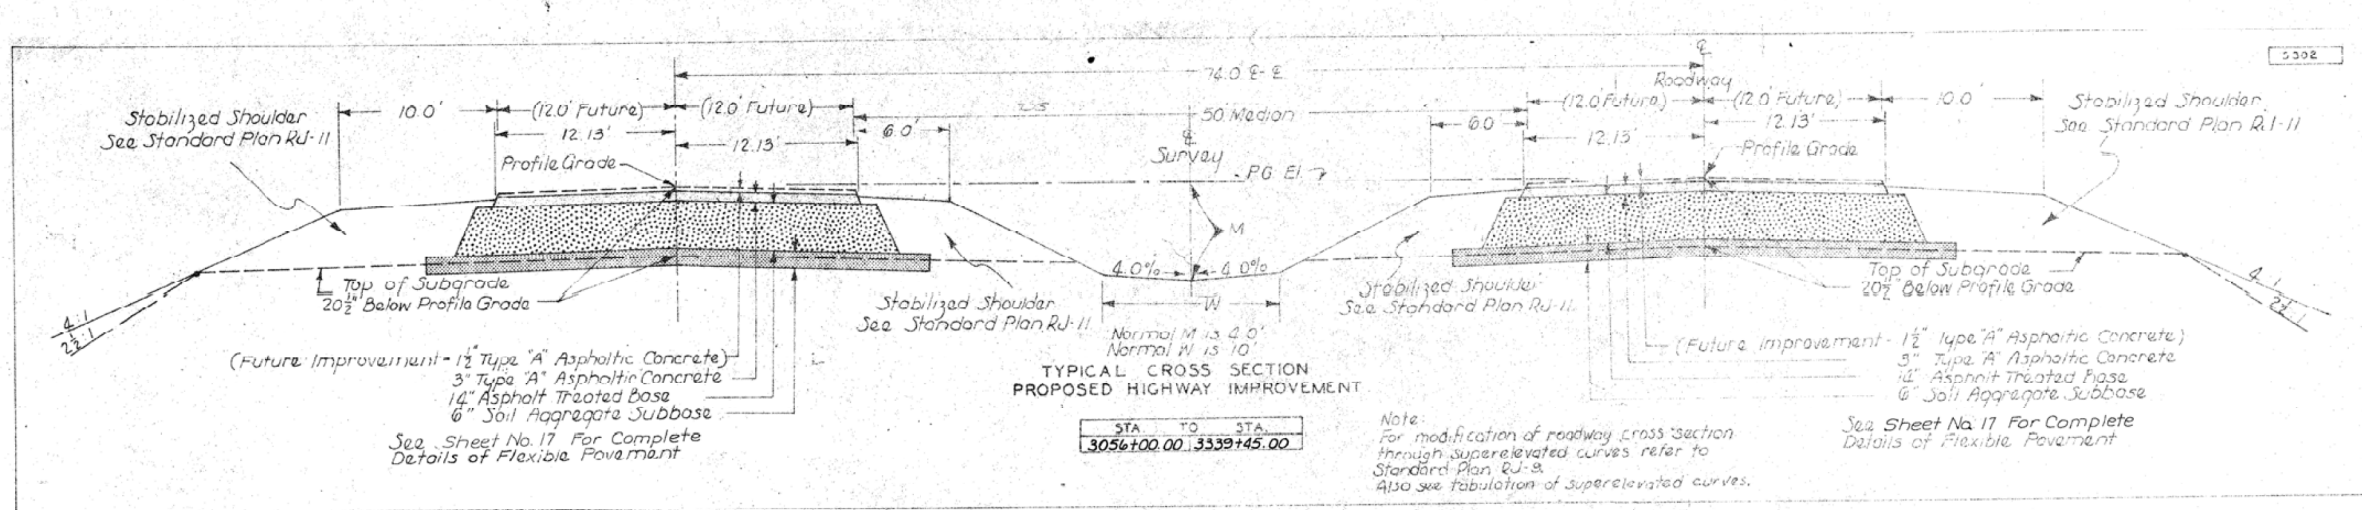 5302
74.0' ℄-℄
℄
Roadway
10.0'
(12.0' Future)
(12.0' Future)
50' Median
(12.0' Future)
(12.0' Future)
10.0'
Stabilized Shoulder
See Standard Plan RJ-11
12.13'
12.13'
6.0'
6.0'
12.13'
12.13'
Stabilized Shoulder
See Standard Plan RJ-11
Profile Grade
℄
Survey
PG El.
Profile Grade
M
4.0%
4.0%
W
Top of Subgrade
20½" Below Profile Grade
Stabilized Shoulder
See Standard Plan RJ-11
Stabilized Shoulder
See Standard Plan RJ-11
Top of Subgrade
20½" Below Profile Grade
4:1
2½:1
4:1
2½:1
Normal M is 4.0'
Normal W is 10'
(Future Improvement - 1½" Type "A" Asphaltic Concrete)
3" Type "A" Asphaltic Concrete
14" Asphalt Treated Base
6" Soil Aggregate Subbase
See Sheet No. 17 For Complete
Details of Flexible Pavement
TYPICAL CROSS SECTION
PROPOSED HIGHWAY IMPROVEMENT
STA. TO STA.
3056+00.00 3339+45.00
(Future Improvement - 1½" Type "A" Asphaltic Concrete)
3" Type "A" Asphaltic Concrete
14" Asphalt Treated Base
6" Soil Aggregate Subbase
See Sheet No. 17 For Complete
Details of Flexible Pavement
Note:
For modification of roadway cross section
through superelevated curves refer to
Standard Plan RJ-9.
Also see tabulation of superelevated curves.